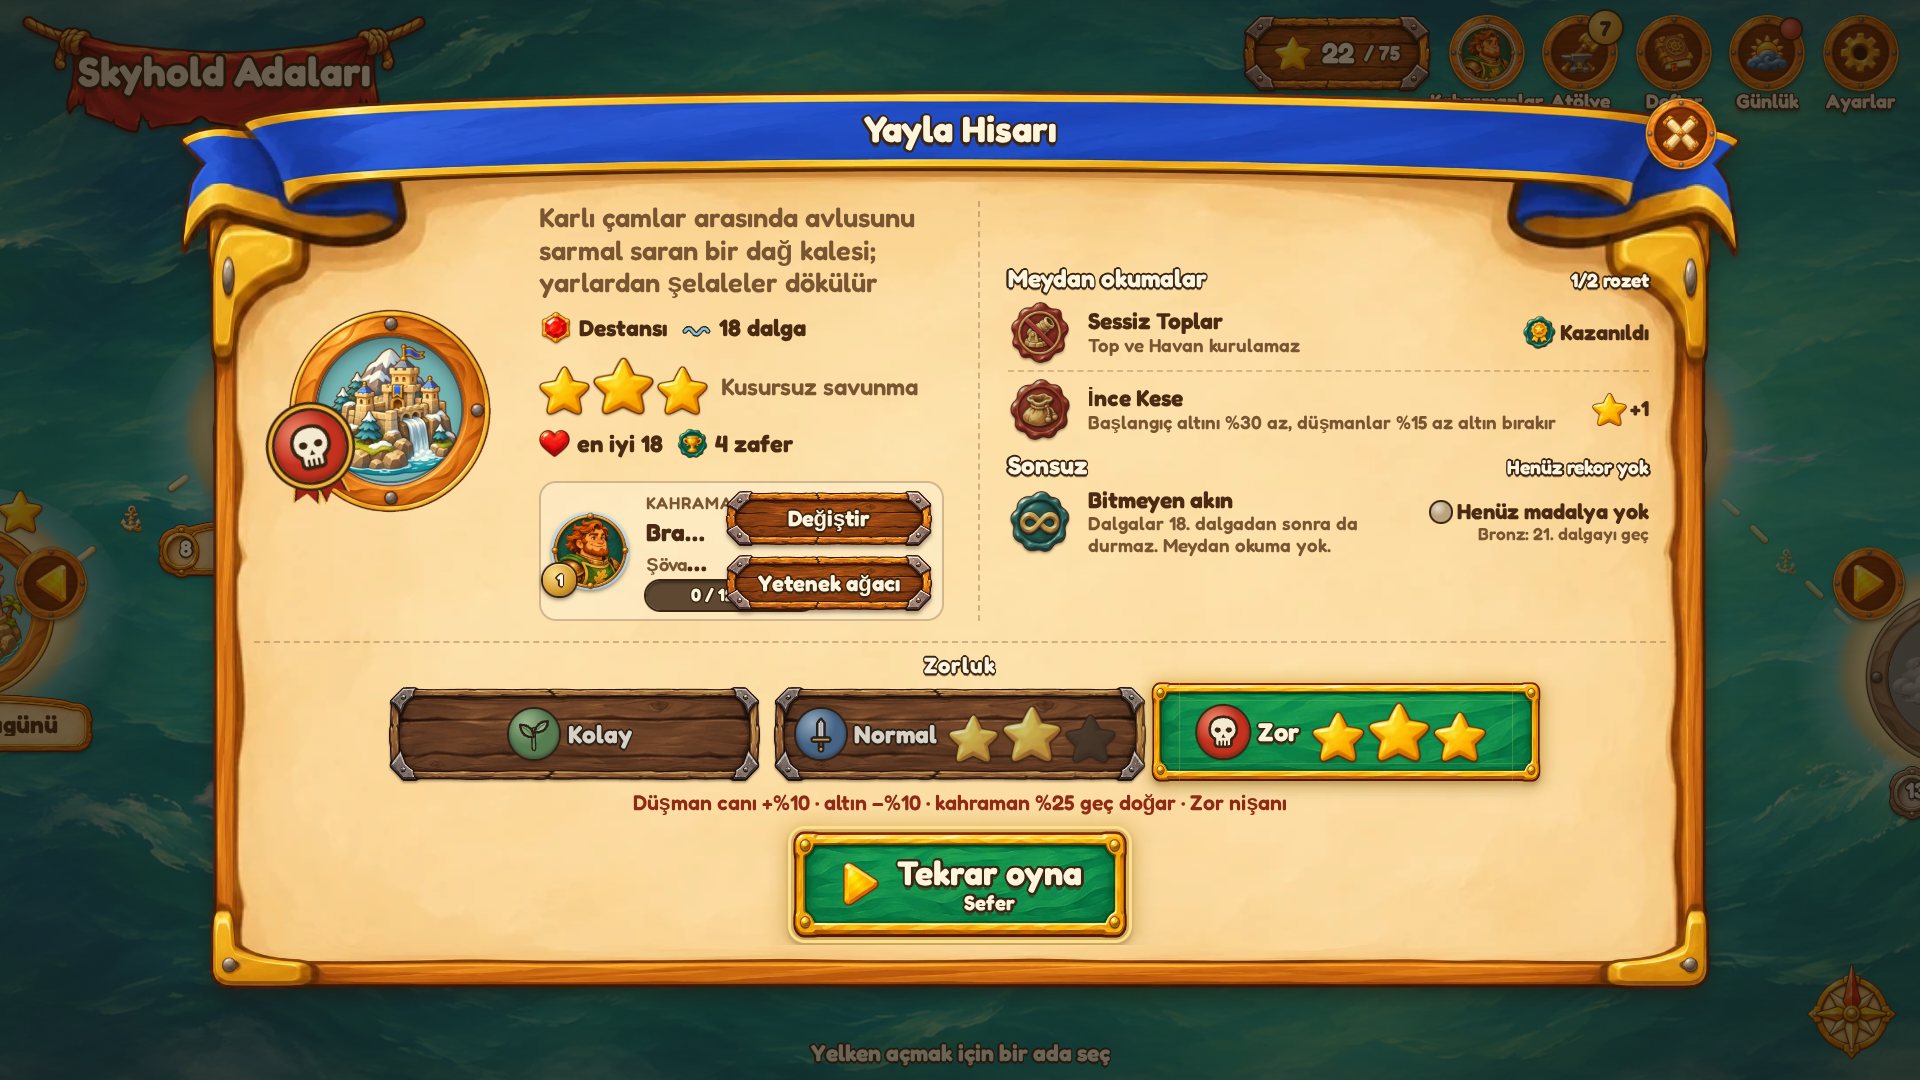 Skyhold Adaları
22 / 75
7
Atölye
Günlük
Ayarlar
Yayla Hisarı
Karlı çamlar arasında avlusunu
sarmal saran bir dağ kalesi;
yarlardan şelaleler dökülür
Destansı
18 dalga
Kusursuz savunma
en iyi 18
4 zafer
Bra...
Şöva...
1
Değiştir
Yetenek ağacı
Meydan okumalar
1/2 rozet
Sessiz Toplar
Top ve Havan kurulamaz
Kazanıldı
İnce Kese
Başlangıç altını %30 az, düşmanlar %15 az altın bırakır
+1
Sonsuz
Henüz rekor yok
Bitmeyen akın
Dalgalar 18. dalgadan sonra da
durmaz. Meydan okuma yok.
Henüz madalya yok
Bronz: 21. dalgayı geç
8
Zorluk
Kolay
Normal
Zor
Düşman canı +%10 · altın −%10 · kahraman %25 geç doğar · Zor nişanı
Tekrar oyna
Sefer
Yelken açmak için bir ada seç